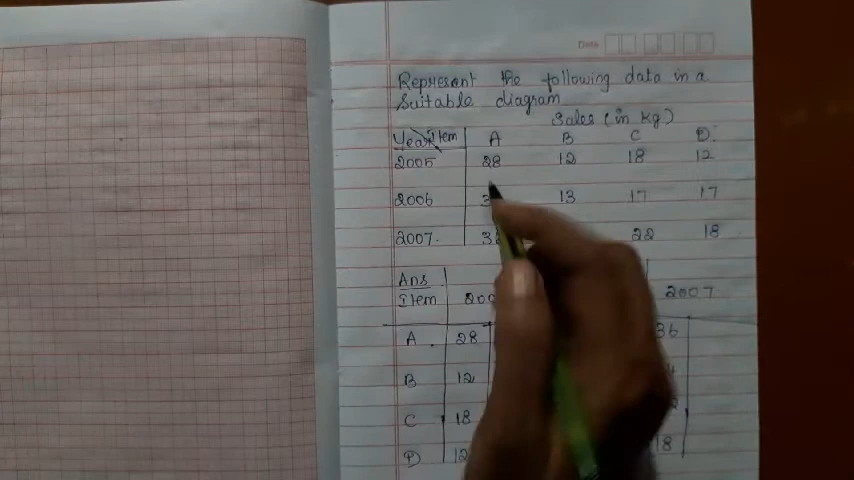 Date
Represent the following data in a
Suitable diagram
Sales (in kg)
Year Item A B C D.
2005 28 12 18 12
2006 13 17 17
2007. 22 18
Ans
Item 2007
A . 28 36
B 12
C 18
D 12 18